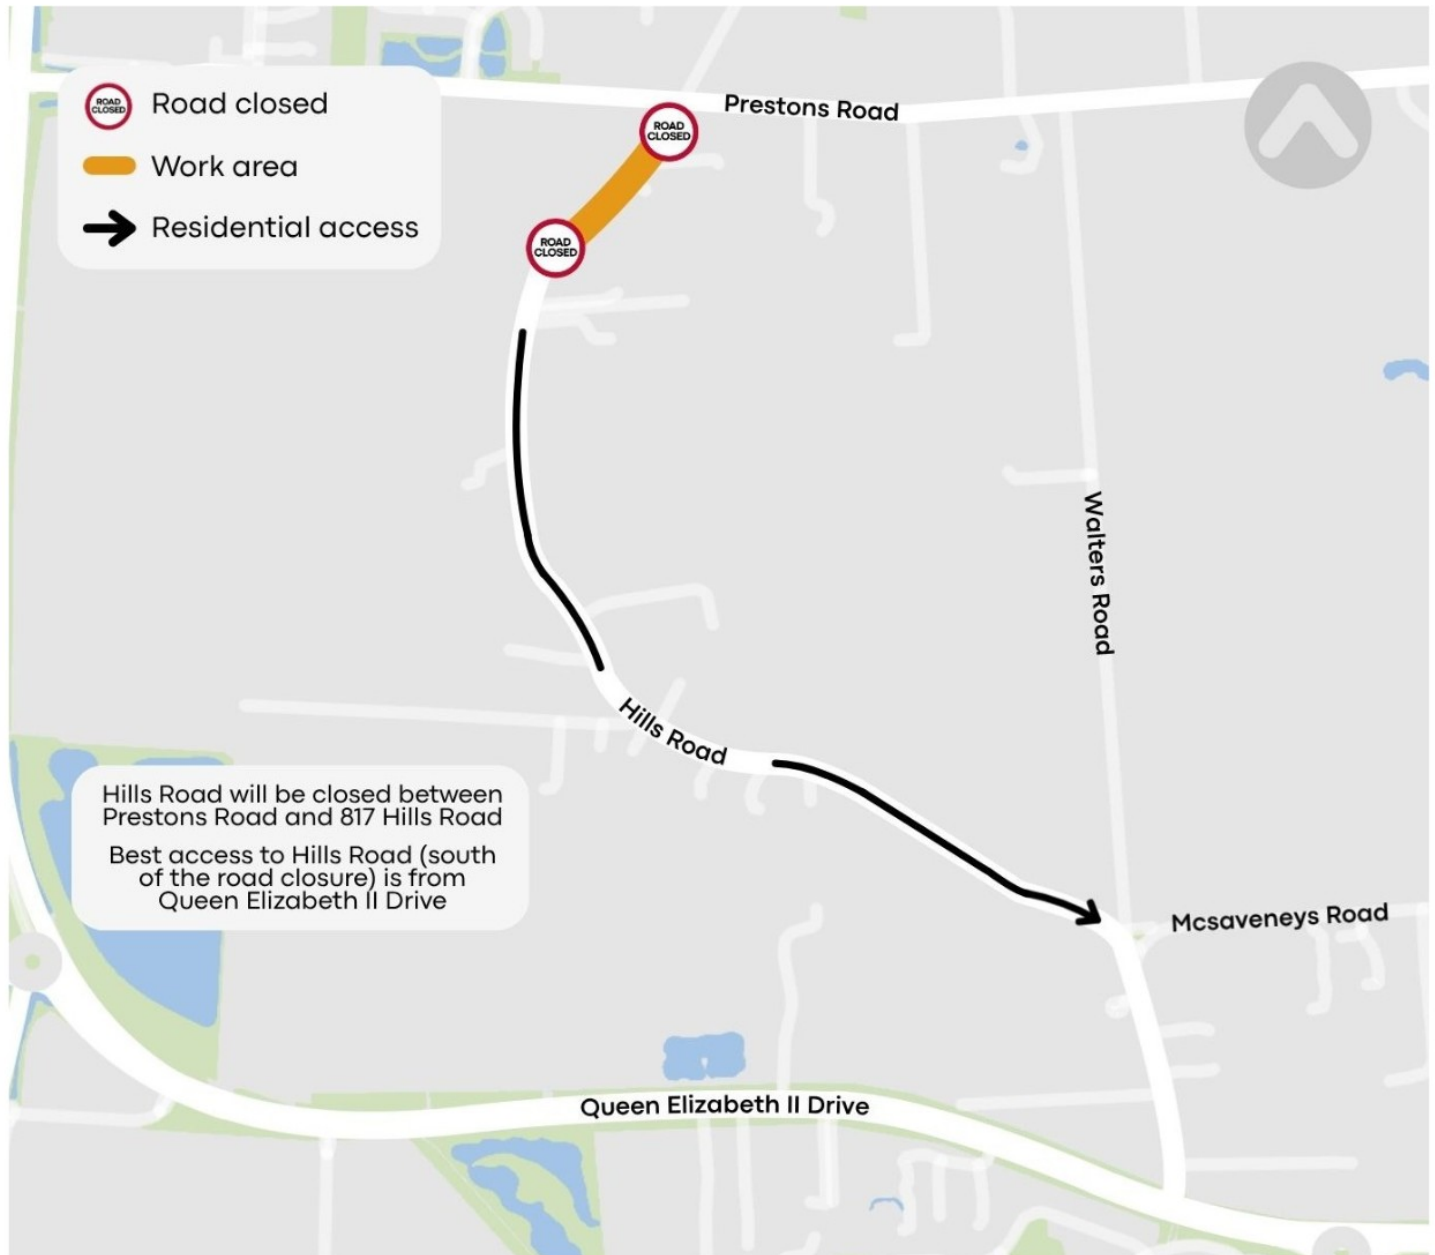 ROAD
CLOSED
Road closed
Work area
Residential access
Prestons Road
ROAD
CLOSED
ROAD
CLOSED
Walters Road
Hills Road
Hills Road will be closed between
Prestons Road and 817 Hills Road
Best access to Hills Road (south
of the road closure) is from
Queen Elizabeth II Drive
Mcsaveneys Road
Queen Elizabeth II Drive